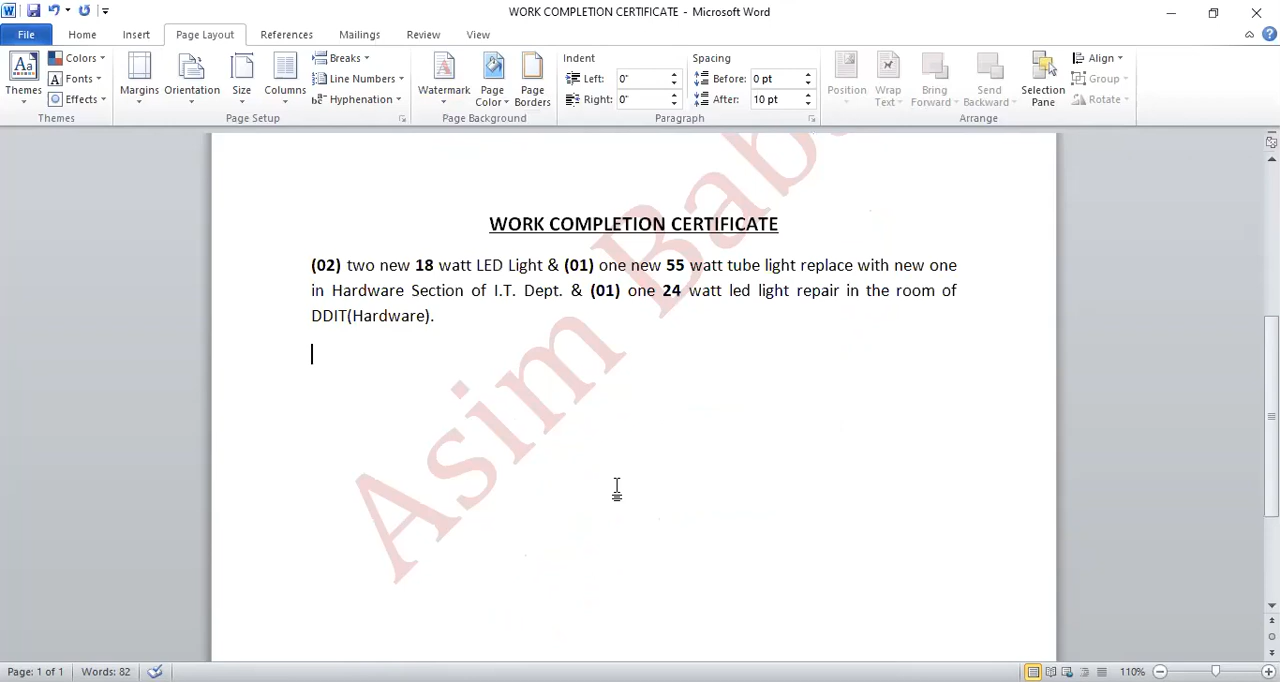 WORK COMPLETION CERTIFICATE - Microsoft Word
File Home Insert Page Layout References Mailings Review View
Themes
Colors
Fonts
Effects
Themes
Margins
Orientation
Size
Columns
Breaks
Line Numbers
Hyphenation
Page Setup
Watermark
Page Color
Page Borders
Page Background
Indent
Left: 0"
Right: 0"
Spacing
Before: 0 pt
After: 10 pt
Paragraph
Position
Wrap Text
Bring Forward
Send Backward
Selection Pane
Align
Group
Rotate
Arrange
WORK COMPLETION CERTIFICATE
(02) two new 18 watt LED Light & (01) one new 55 watt tube light replace with new one
in Hardware Section of I.T. Dept. & (01) one 24 watt led light repair in the room of
DDIT(Hardware).
Asim Bab
Page: 1 of 1 Words: 82 110%